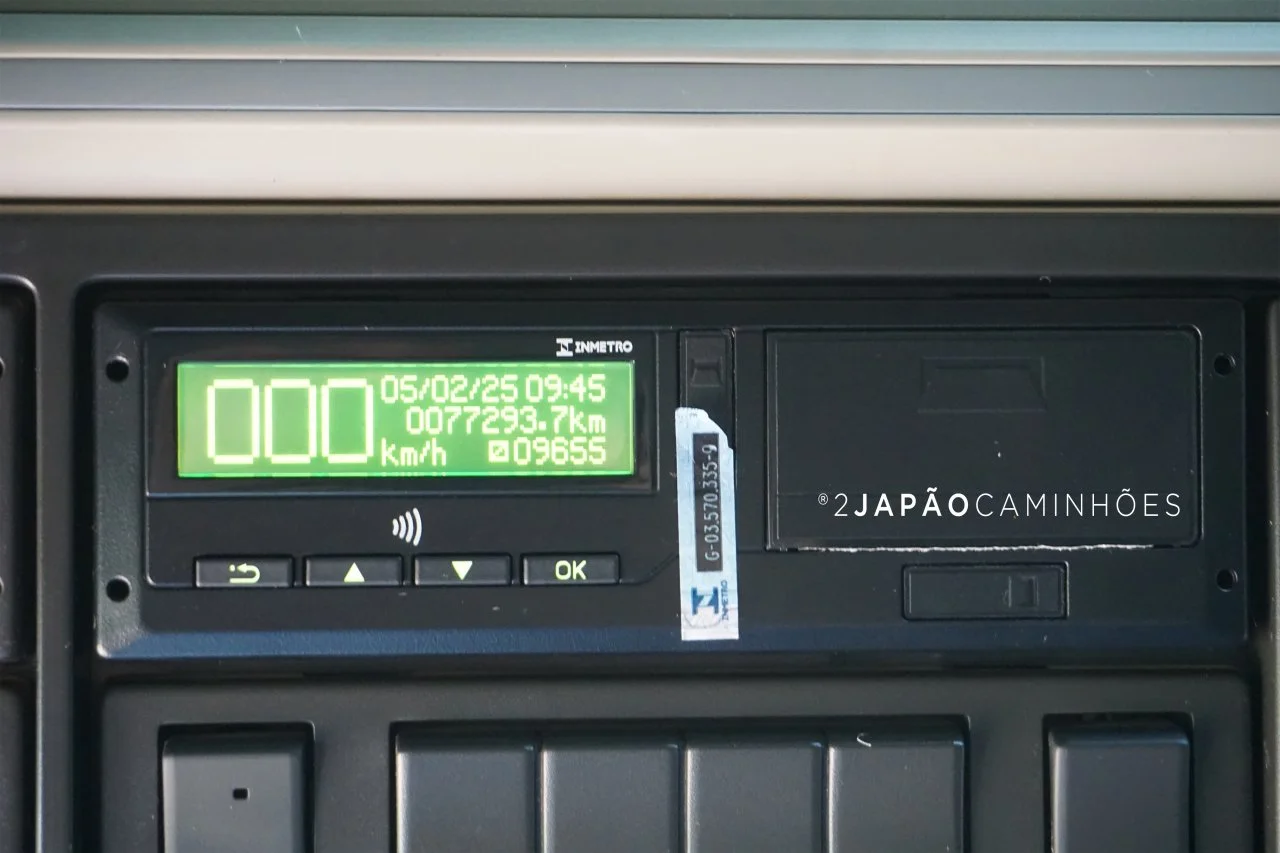 INMETRO
000 05/02/25 09:45
0077293.7km
km/h 09655
OK
G-03.570.335-9
INMETRO
®2JAPÃOCAMINHÕES